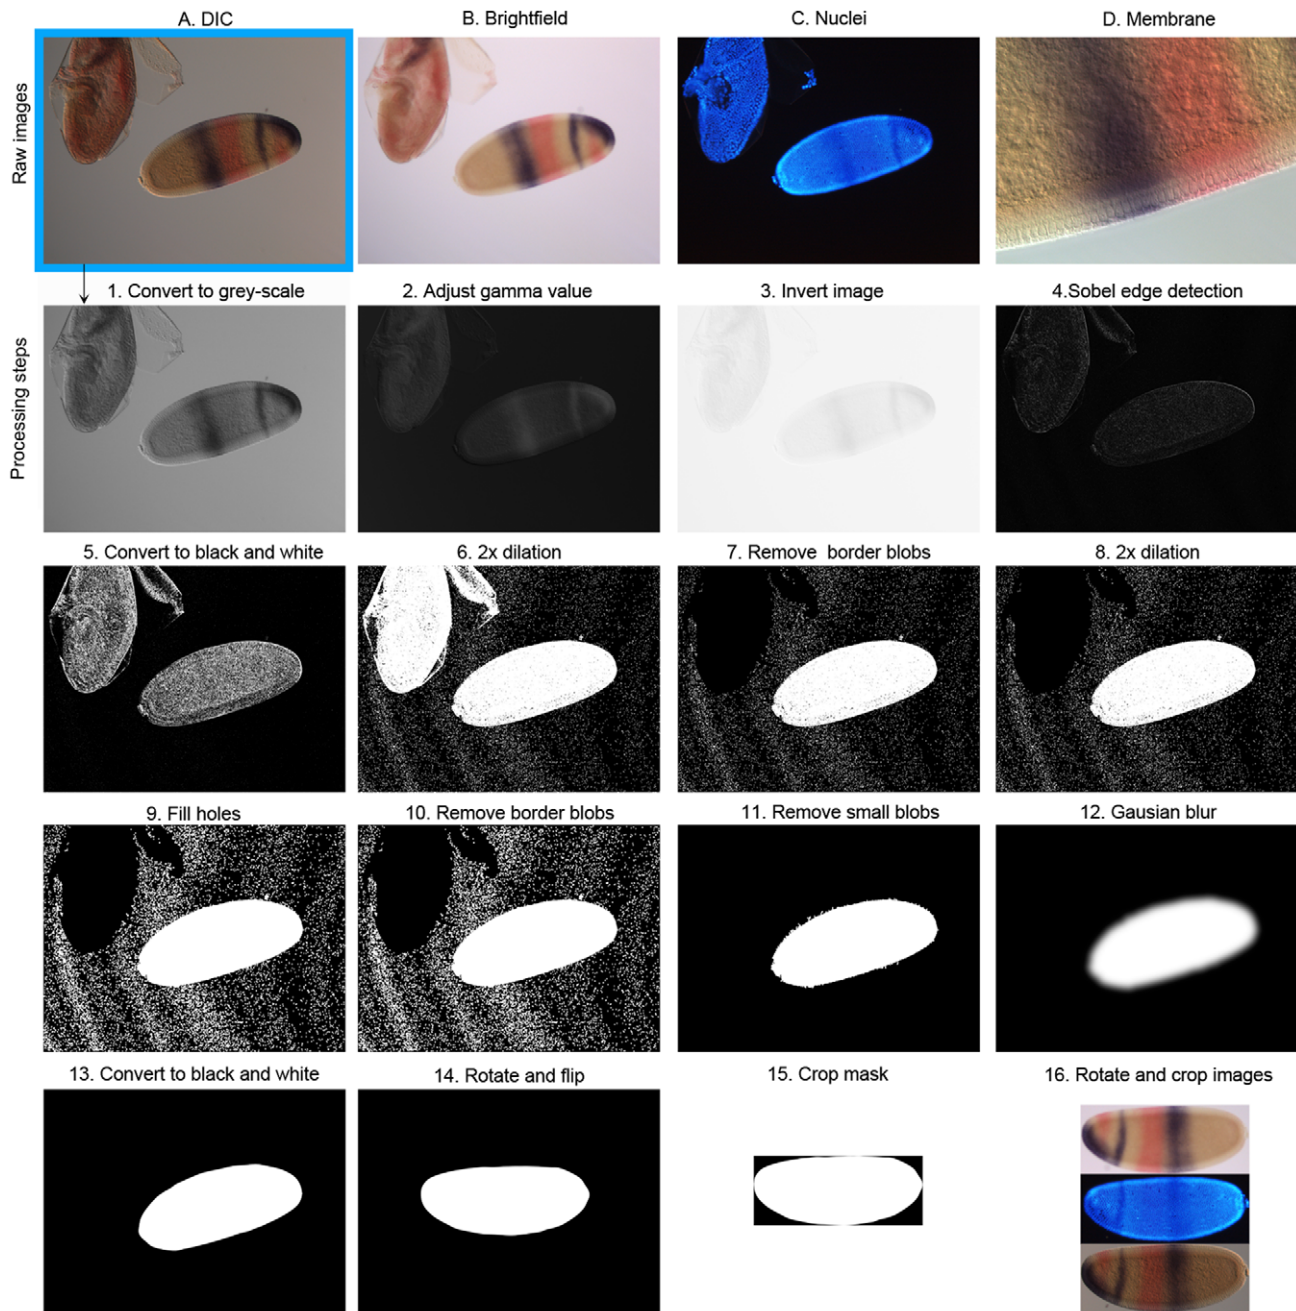 A. DIC
B. Brightfield
C. Nuclei
D. Membrane
Raw images
1. Convert to grey-scale
2. Adjust gamma value
3. Invert image
4.Sobel edge detection
Processing steps
5. Convert to black and white
6. 2x dilation
7. Remove border blobs
8. 2x dilation
9. Fill holes
10. Remove border blobs
11. Remove small blobs
12. Gausian blur
13. Convert to black and white
14. Rotate and flip
15. Crop mask
16. Rotate and crop images